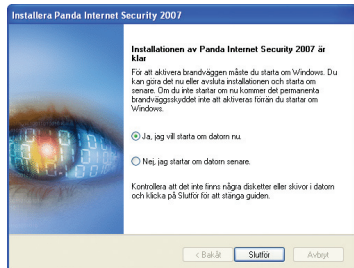 Installera Panda Internet Security 2007
Installationen av Panda Internet Security 2007 är
klar
För att aktivera brandväggen måste du starta om Windows. Du
kan göra det nu eller avsluta installationen och starta om
senare. Om du inte startar om nu kommer det permanenta
brandväggsskyddet inte att aktiveras förrän du startar om
Windows.
Ja, jag vill starta om datorn nu.
Nej, jag startar om datorn senare.
Kontrollera att det inte finns några disketter eller skivor i datorn
och klicka på Slutför för att stänga guiden.
< Bakåt Slutför Avbryt